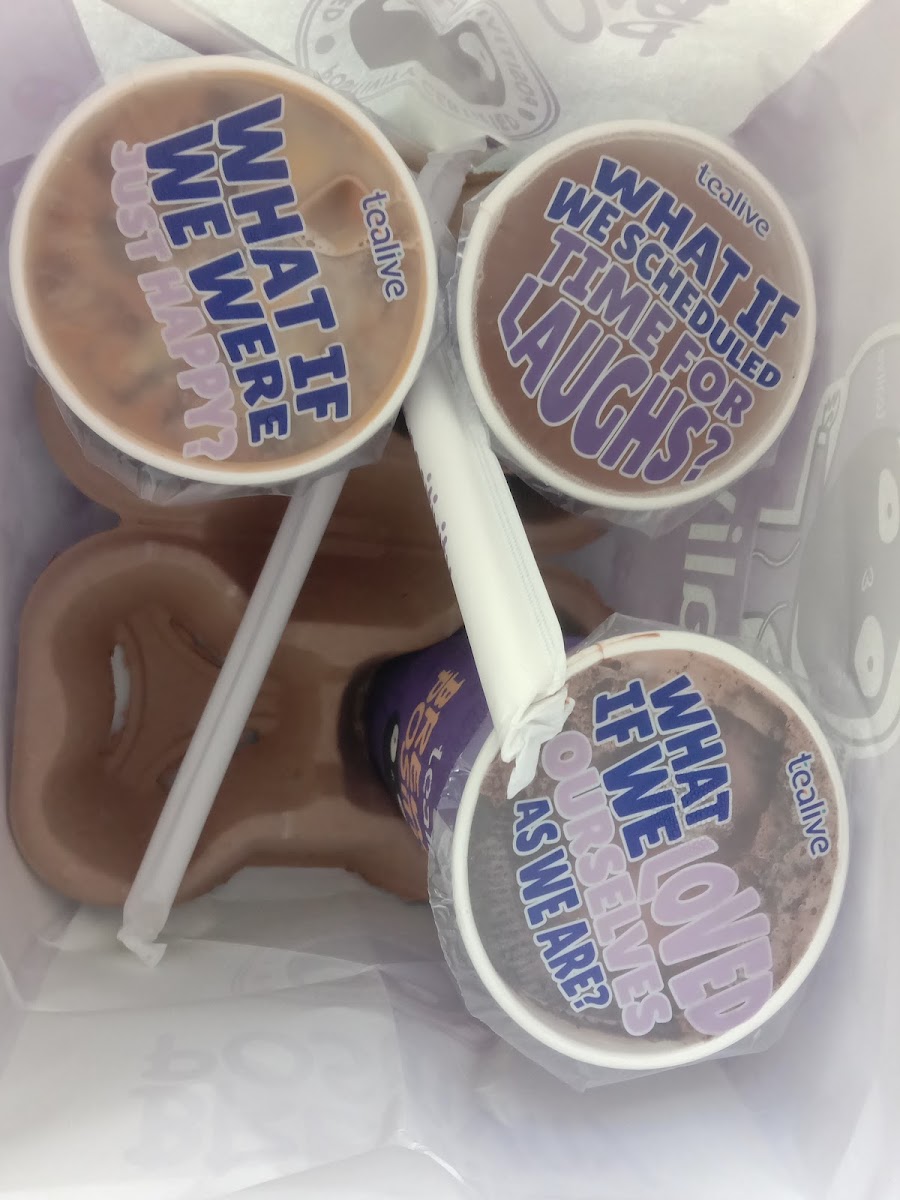 tealive
WHAT IF
WE WERE
JUST HAPPY?
tealive
WHAT IF
WE SCHEDULED
TIME FOR
LAUGHS?
tealive
WHAT
IF WE LOVED
OURSELVES
AS WE ARE?